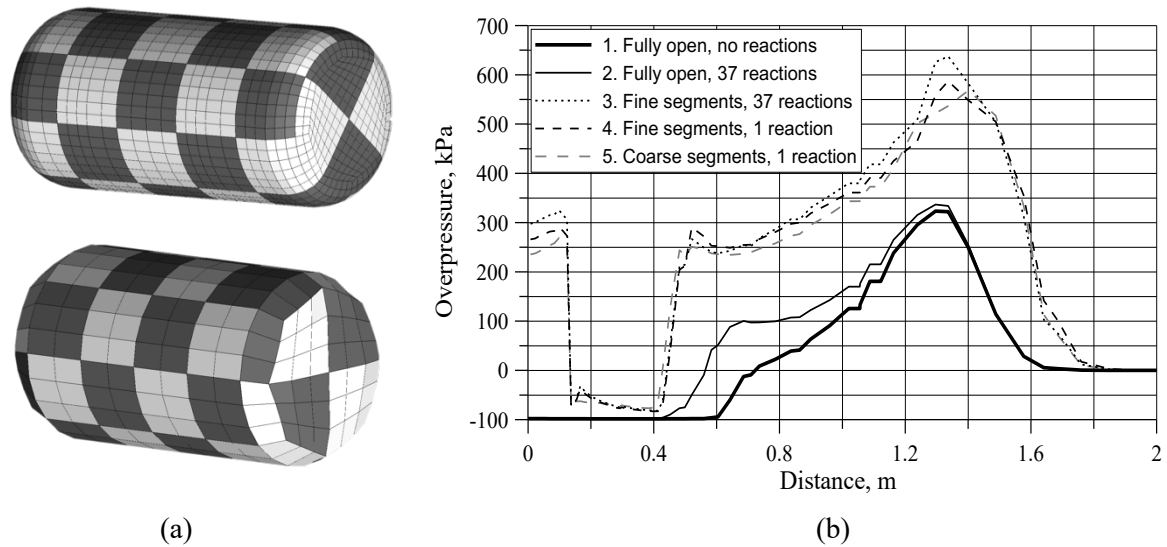 700
600
500
400
300
200
100
0
-100
Overpressure, kPa
1. Fully open, no reactions
2. Fully open, 37 reactions
3. Fine segments, 37 reactions
4. Fine segments, 1 reaction
5. Coarse segments, 1 reaction
0 0.4 0.8 1.2 1.6 2
Distance, m
(a) (b)